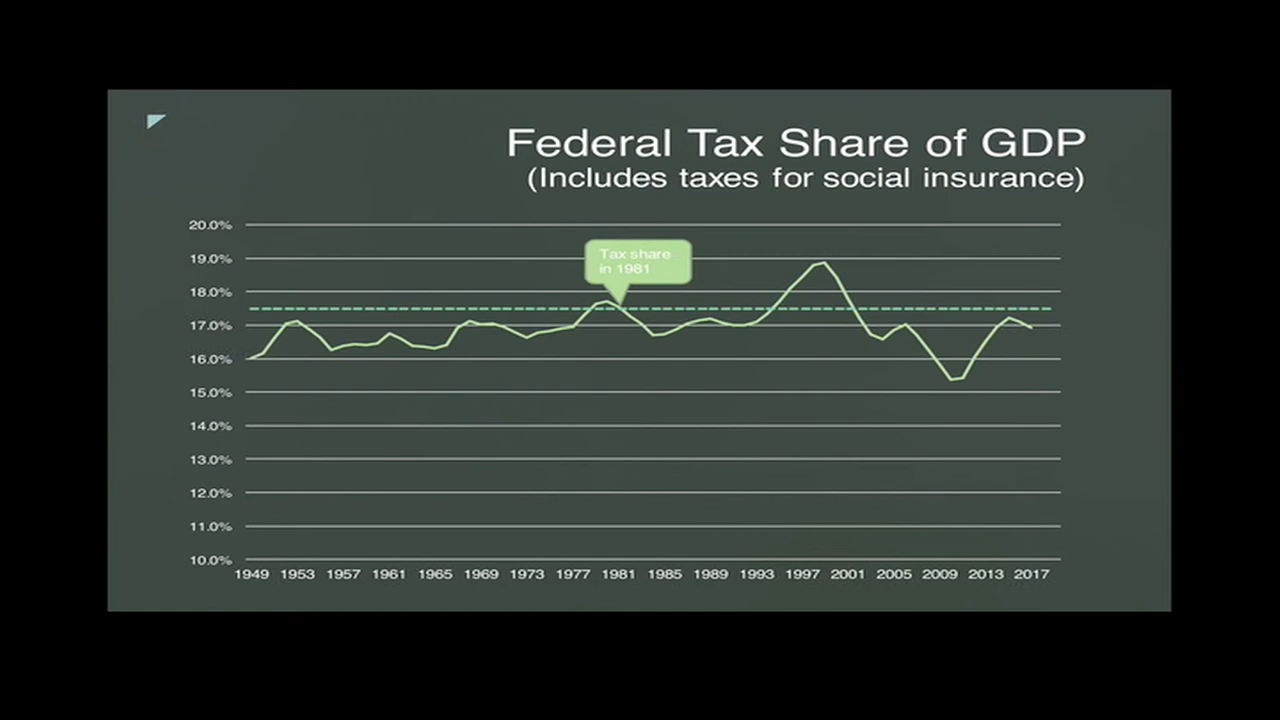 Federal Tax Share of GDP
(Includes taxes for social insurance)
20.0%
19.0%
18.0%
17.0%
16.0%
15.0%
14.0%
13.0%
12.0%
11.0%
10.0%
Tax share
in 1981
1949 1953 1957 1961 1965 1969 1973 1977 1981 1985 1989 1993 1997 2001 2005 2009 2013 2017